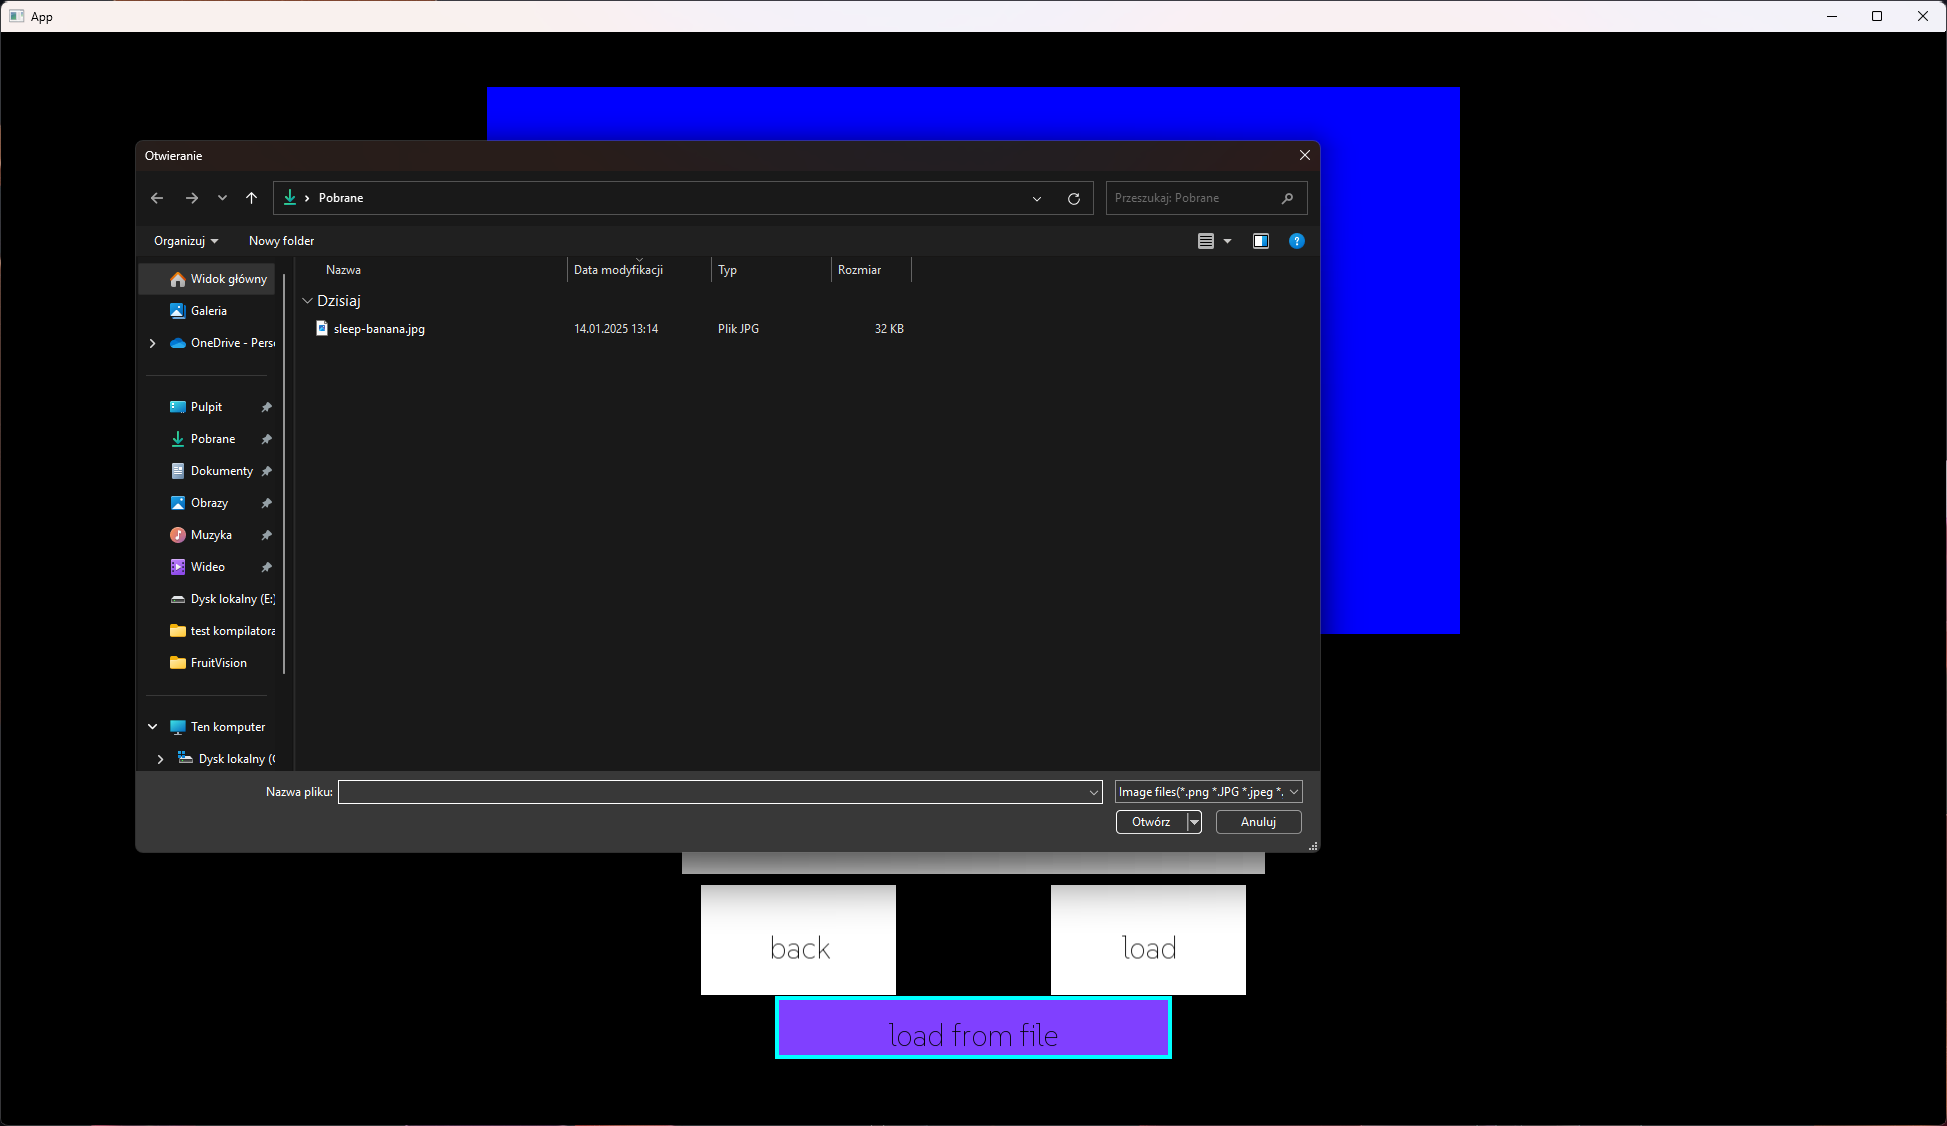 App
Otwieranie
Pobrane
Przeszukaj: Pobrane
Organizuj
Nowy folder
Nazwa
Data modyfikacji
Typ
Rozmiar
Widok główny
Galeria
OneDrive - Pers
Dzisiaj
sleep-banana.jpg
14.01.2025 13:14
Plik JPG
32 KB
Pulpit
Pobrane
Dokumenty
Obrazy
Muzyka
Wideo
Dysk lokalny (E:)
test kompilatora
FruitVision
Ten komputer
Dysk lokalny (
Nazwa pliku:
Image files(*.png *.JPG *.jpeg *.
Otwórz
Anuluj
back
load
load from file